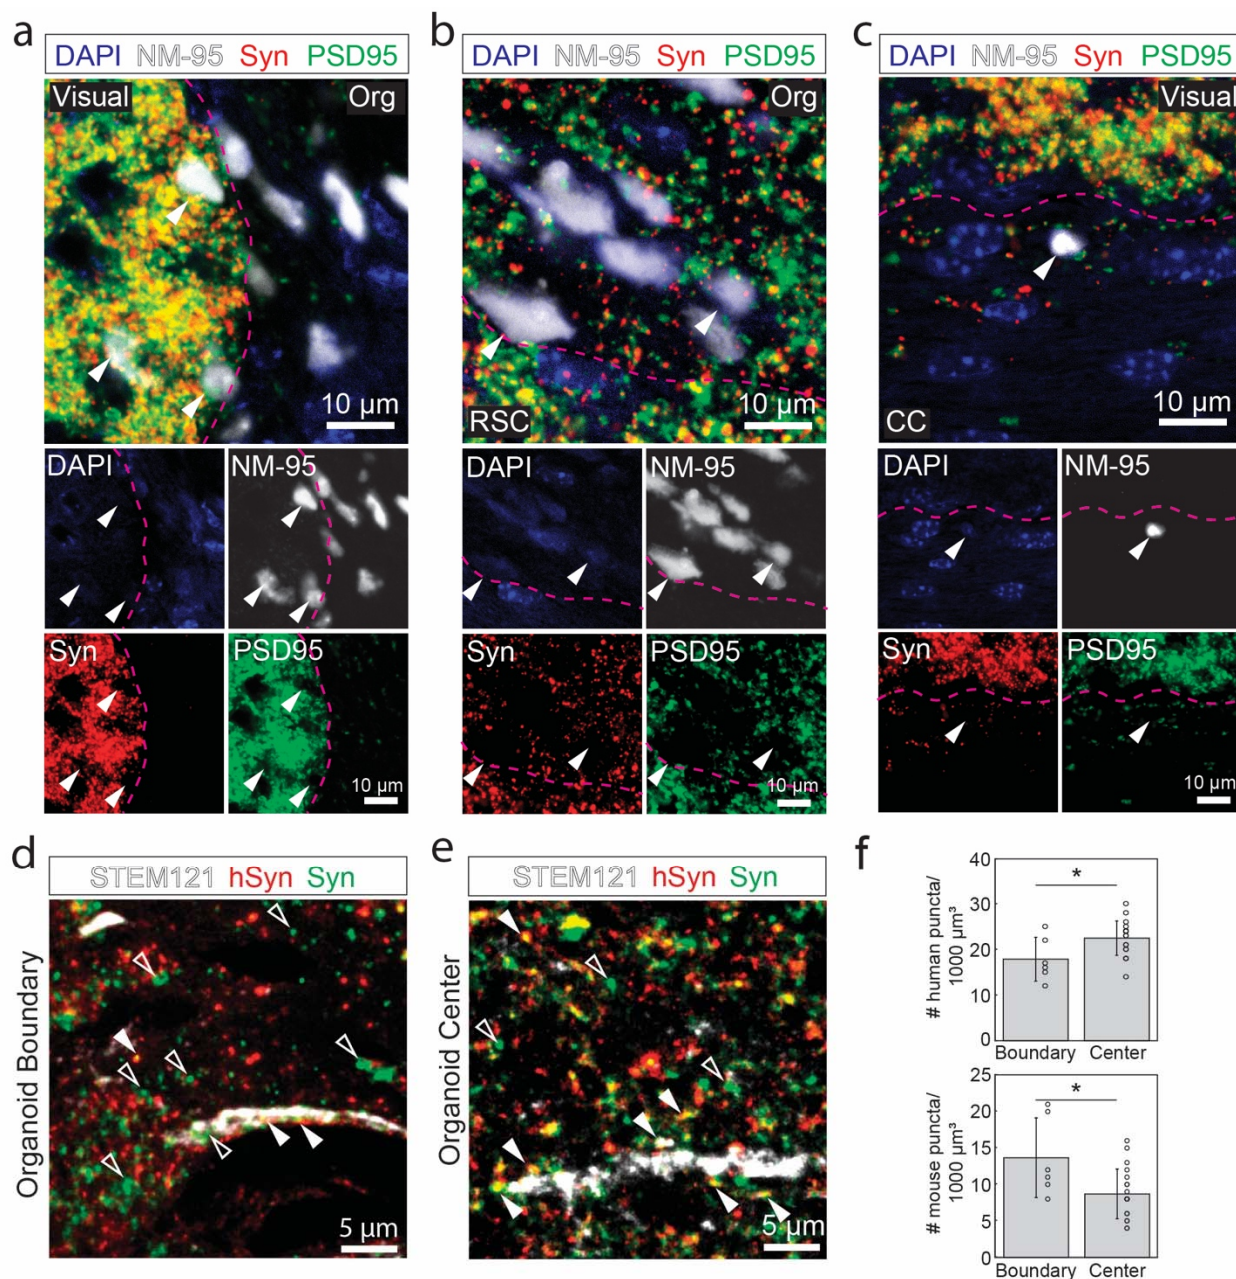 a
DAPI NM-95 Syn PSD95
Visual Org
10 µm
DAPI NM-95
Syn PSD95
10 µm
b
DAPI NM-95 Syn PSD95
Org
RSC 10 µm
DAPI NM-95
Syn PSD95
10 µm
c
DAPI NM-95 Syn PSD95
Visual
CC 10 µm
DAPI NM-95
Syn PSD95
10 µm
d
STEM121 hSyn Syn
Organoid Boundary
5 µm
e
STEM121 hSyn Syn
Organoid Center
5 µm
f
# human puncta/
1000 µm³
40
30
20
10
0
*
Boundary Center
# mouse puncta/
1000 µm³
25
20
15
10
5
0
*
Boundary Center